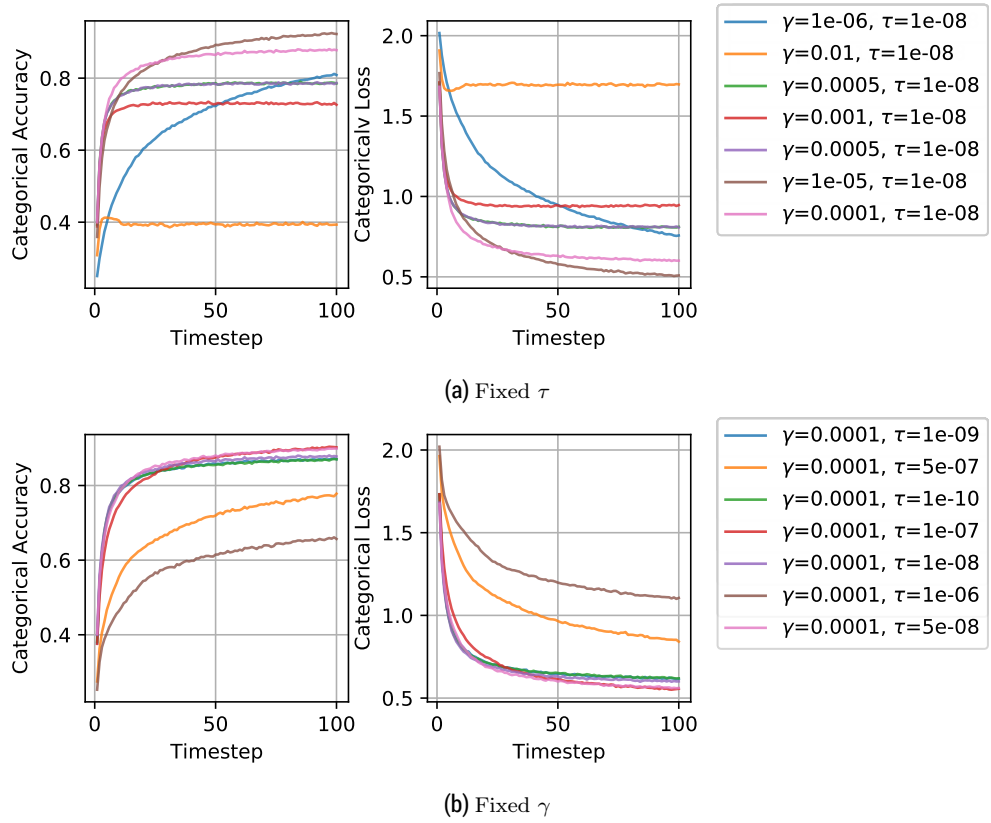 Categorical Accuracy
0.8
0.6
0.4
0
50
100
Timestep
Categoricalv Loss
2.0
1.5
1.0
0.5
0
50
100
Timestep
γ=1e-06, τ=1e-08
γ=0.01, τ=1e-08
γ=0.0005, τ=1e-08
γ=0.001, τ=1e-08
γ=0.0005, τ=1e-08
γ=1e-05, τ=1e-08
γ=0.0001, τ=1e-08
(a) Fixed τ
Categorical Accuracy
0.8
0.6
0.4
0
50
100
Timestep
Categorical Loss
2.0
1.5
1.0
0.5
0
50
100
Timestep
γ=0.0001, τ=1e-09
γ=0.0001, τ=5e-07
γ=0.0001, τ=1e-10
γ=0.0001, τ=1e-07
γ=0.0001, τ=1e-08
γ=0.0001, τ=1e-06
γ=0.0001, τ=5e-08
(b) Fixed γ